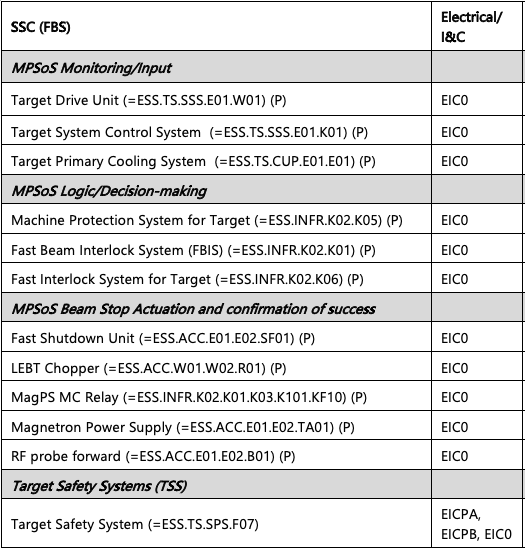 SSC (FBS)
Electrical/
I&C
MPSoS Monitoring/Input
Target Drive Unit (=ESS.TS.SSS.E01.W01) (P) EIC0
Target System Control System (=ESS.TS.SSS.E01.K01) (P) EIC0
Target Primary Cooling System (=ESS.TS.CUP.E01.E01) (P) EIC0
MPSoS Logic/Decision-making
Machine Protection System for Target (=ESS.INFR.K02.K05) (P) EIC0
Fast Beam Interlock System (FBIS) (=ESS.INFR.K02.K01) (P) EIC0
Fast Interlock System for Target (=ESS.INFR.K02.K06) (P) EIC0
MPSoS Beam Stop Actuation and confirmation of success
Fast Shutdown Unit (=ESS.ACC.E01.E02.SF01) (P) EIC0
LEBT Chopper (=ESS.ACC.W01.W02.R01) (P) EIC0
MagPS MC Relay (=ESS.INFR.K02.K01.K03.K101.KF10) (P) EIC0
Magnetron Power Supply (=ESS.ACC.E01.E02.TA01) (P) EIC0
RF probe forward (=ESS.ACC.E01.E02.B01) (P) EIC0
Target Safety Systems (TSS)
Target Safety System (=ESS.TS.SPS.F07)
EICPA,
EICPB, EIC0